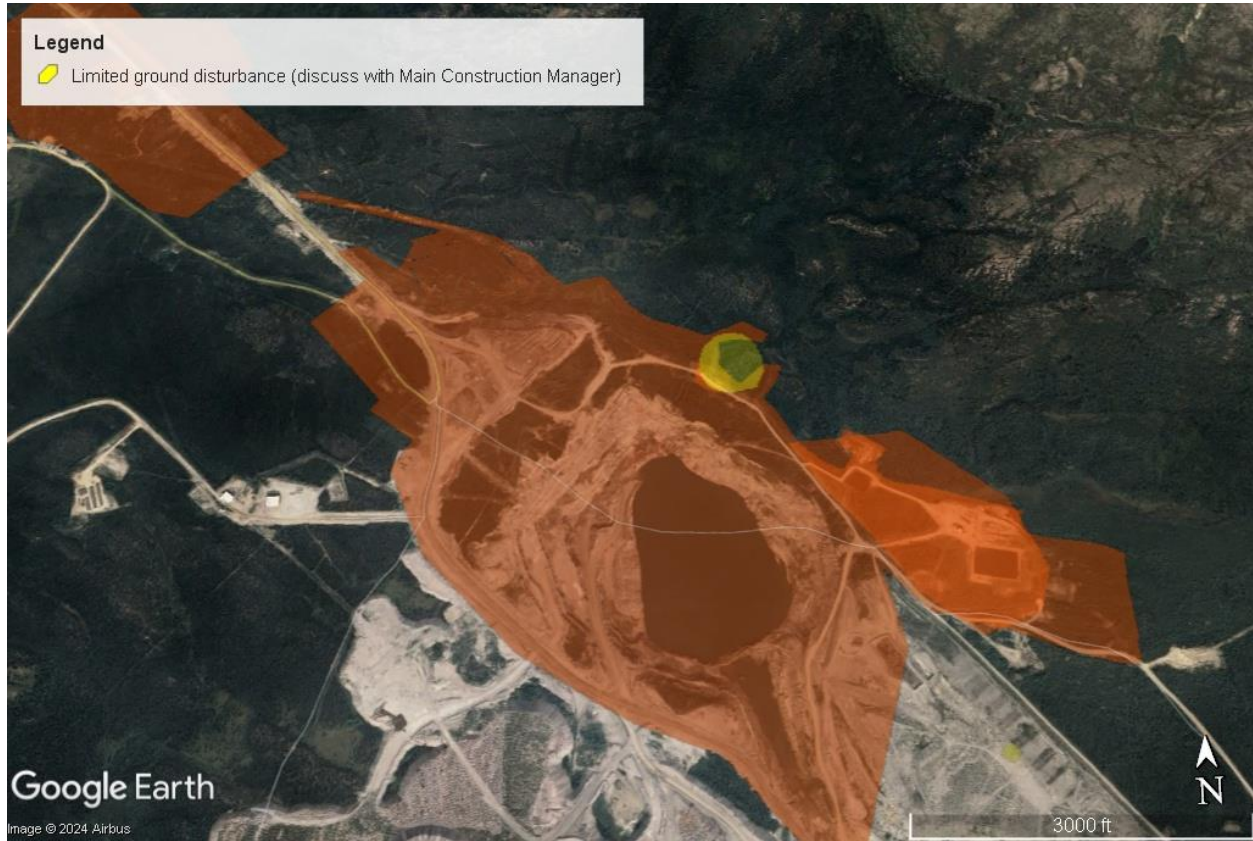 Legend
Limited ground disturbance (discuss with Main Construction Manager)
Google Earth
N
Image © 2024 Airbus
3000 ft